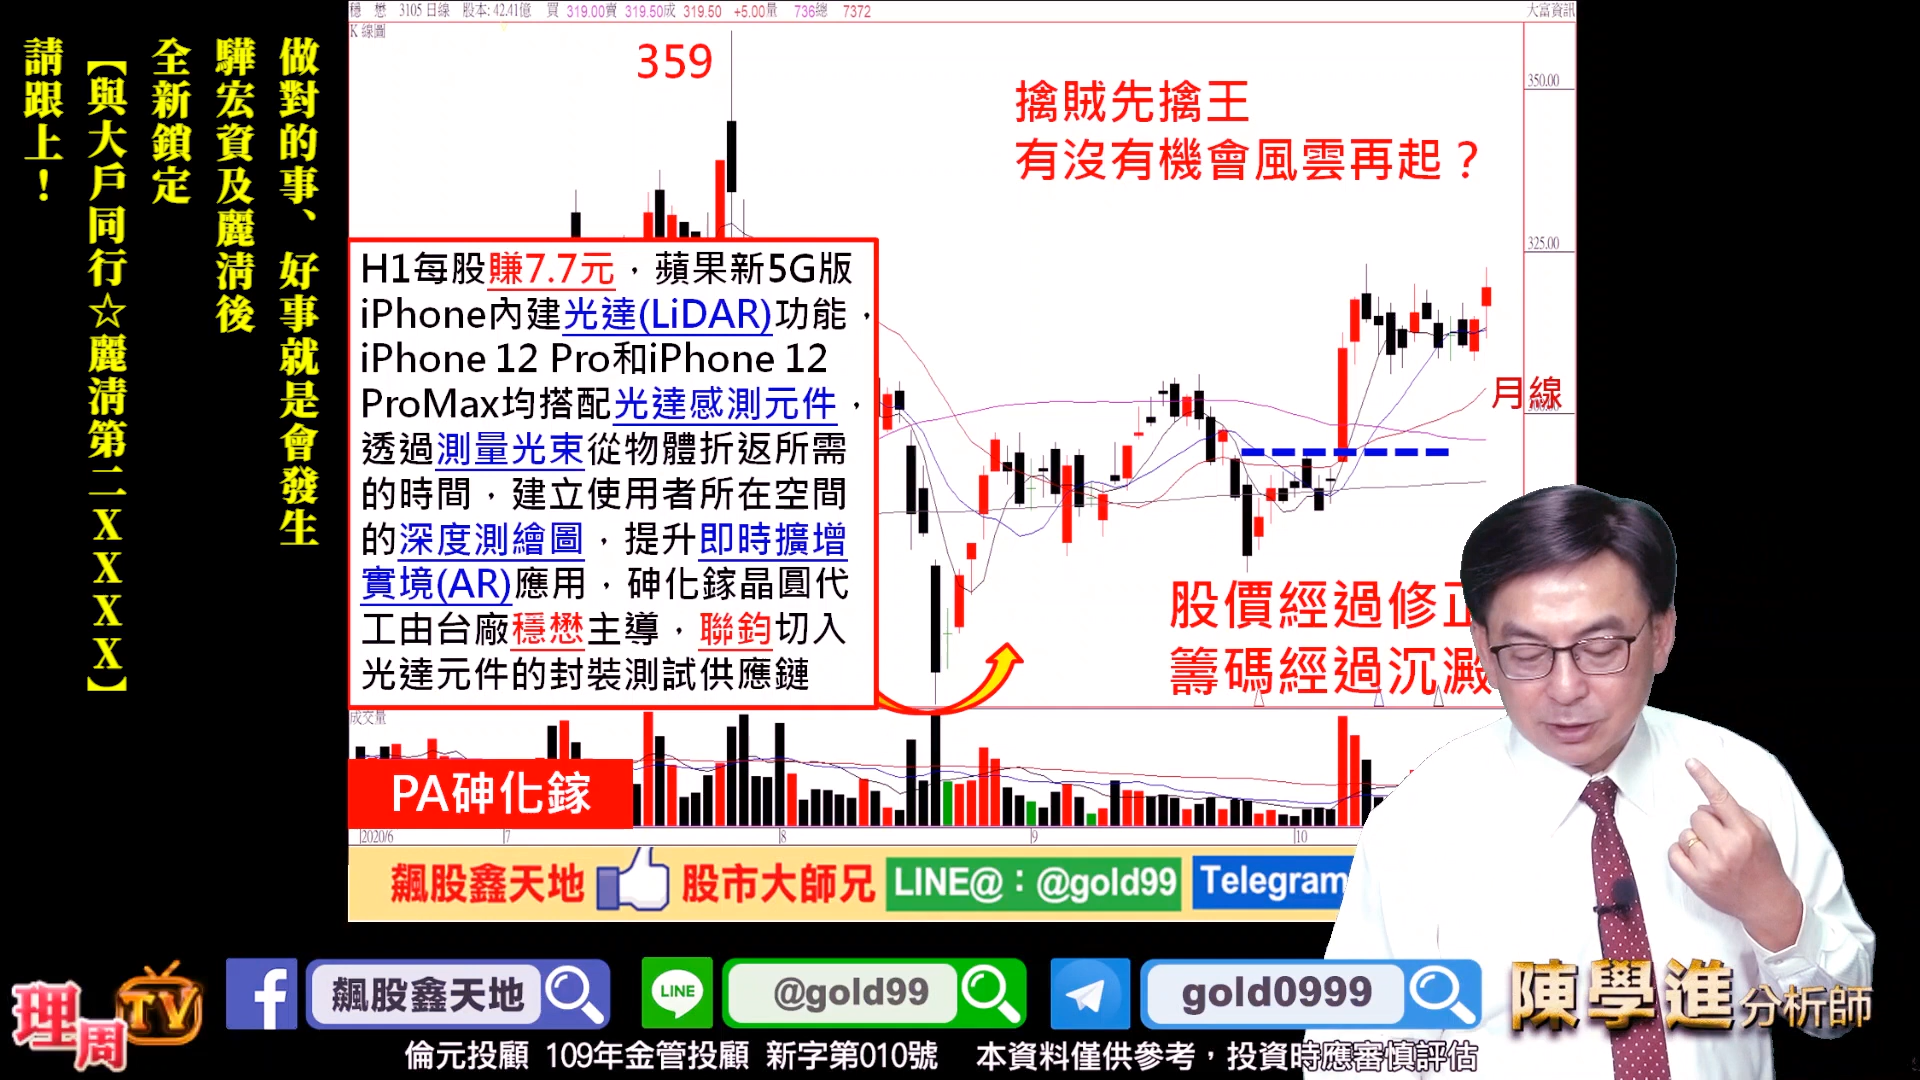 做對的事、好事就是會發生
驊宏資及麗清後
全新鎖定
【與大戶同行☆麗清第二XXXX】
請跟上！
穩 懋 3105 日線 股本: 42.41億 買 319.00賣 319.50成 319.50 +5.00量 736總 7372
大富資訊
K 線圖
359
擒賊先擒王
有沒有機會風雲再起？
350.00
325.00
月線
H1每股賺7.7元，蘋果新5G版
iPhone內建光達(LiDAR)功能，
iPhone 12 Pro和iPhone 12
ProMax均搭配光達感測元件，
透過測量光束從物體折返所需
的時間，建立使用者所在空間
的深度測繪圖，提升即時擴增
實境(AR)應用，砷化鎵晶圓代
工由台廠穩懋主導，聯鈞切入
光達元件的封裝測試供應鏈
股價經過修正
籌碼經過沉澱
成交量
PA砷化鎵
2020/6 7 8 9 10
飆股鑫天地 股市大師兄 LINE@：@gold99 Telegram
理周TV
飆股鑫天地
LINE @gold99
gold0999
陳學進分析師
倫元投顧 109年金管投顧 新字第010號 本資料僅供參考，投資時應審慎評估